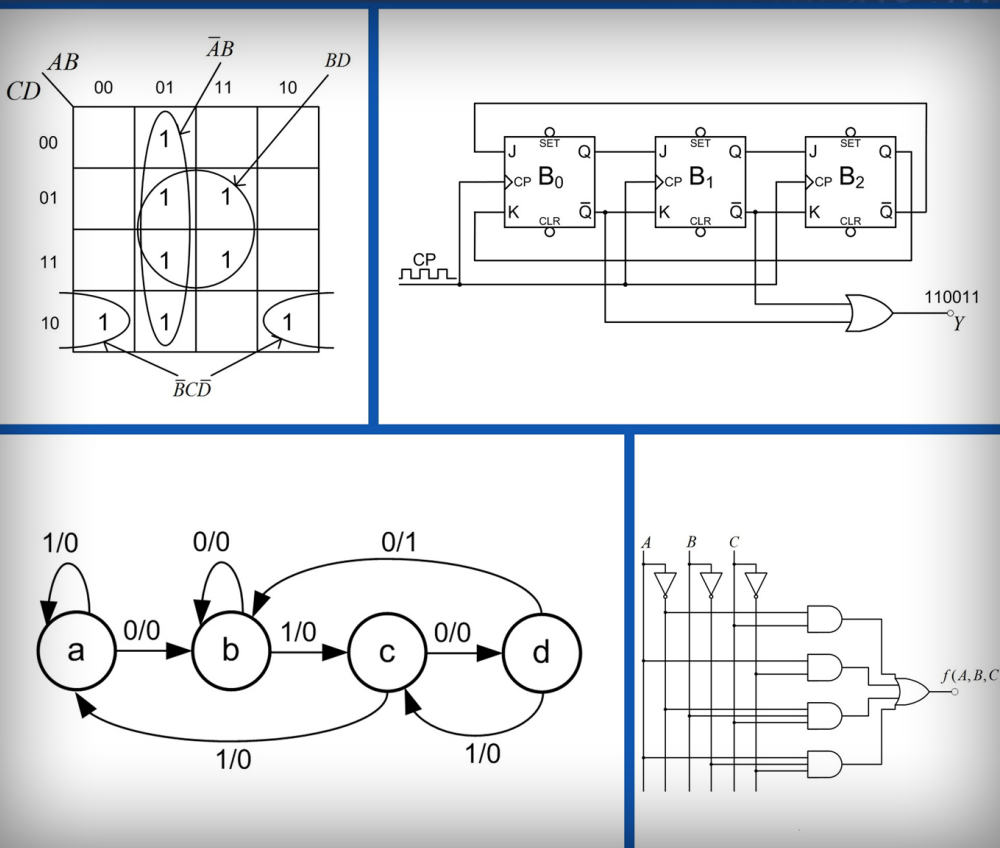 AB
CD
00 01 11 10
00
01
11
10
1
1 1
1 1
1 1 1
A̅B
BD
B̅CD̅
SET SET SET
J Q J Q J Q
CP B₀ CP B₁ CP B₂
K Q̅ K Q̅ K Q̅
CLR CLR CLR
CP
110011
Y
1/0 0/0 0/1
0/0 1/0 0/0
a b c d
1/0 1/0
A B C
f(A,B,C